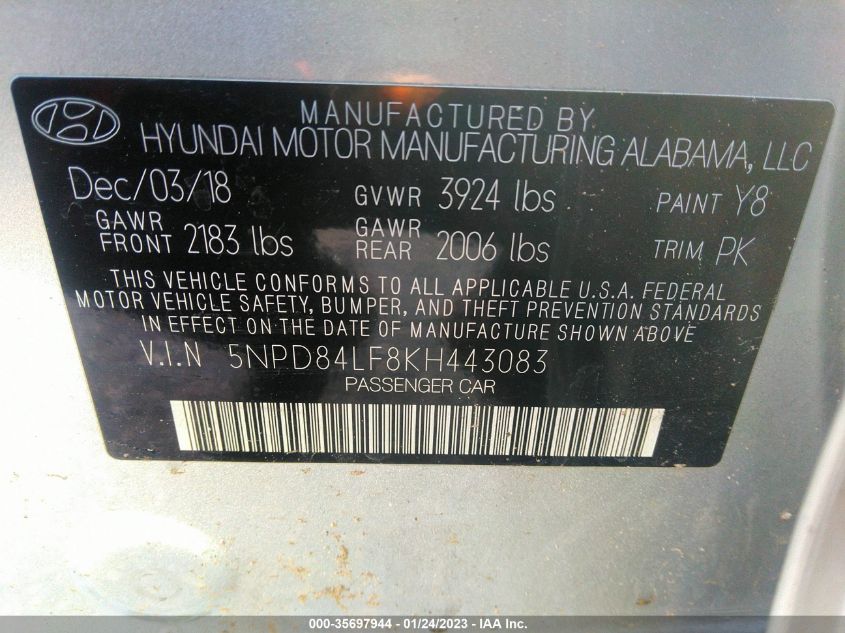 MANUFACTURED BY
HYUNDAI MOTOR MANUFACTURING ALABAMA, LLC
Dec/03/18 GVWR 3924 lbs PAINT Y8
GAWR FRONT 2183 lbs GAWR REAR 2006 lbs TRIM PK
THIS VEHICLE CONFORMS TO ALL APPLICABLE U.S.A. FEDERAL
MOTOR VEHICLE SAFETY, BUMPER, AND THEFT PREVENTION STANDARDS
IN EFFECT ON THE DATE OF MANUFACTURE SHOWN ABOVE
V.I.N 5NPD84LF8KH443083
PASSENGER CAR
000-35697944 - 01/24/2023 - IAA Inc.